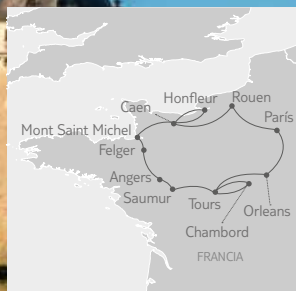 Honfleur
Rouen
Caen
París
Mont Saint Michel
Felger
Angers
Saumur
Tours
Orleans
Chambord
FRANCIA